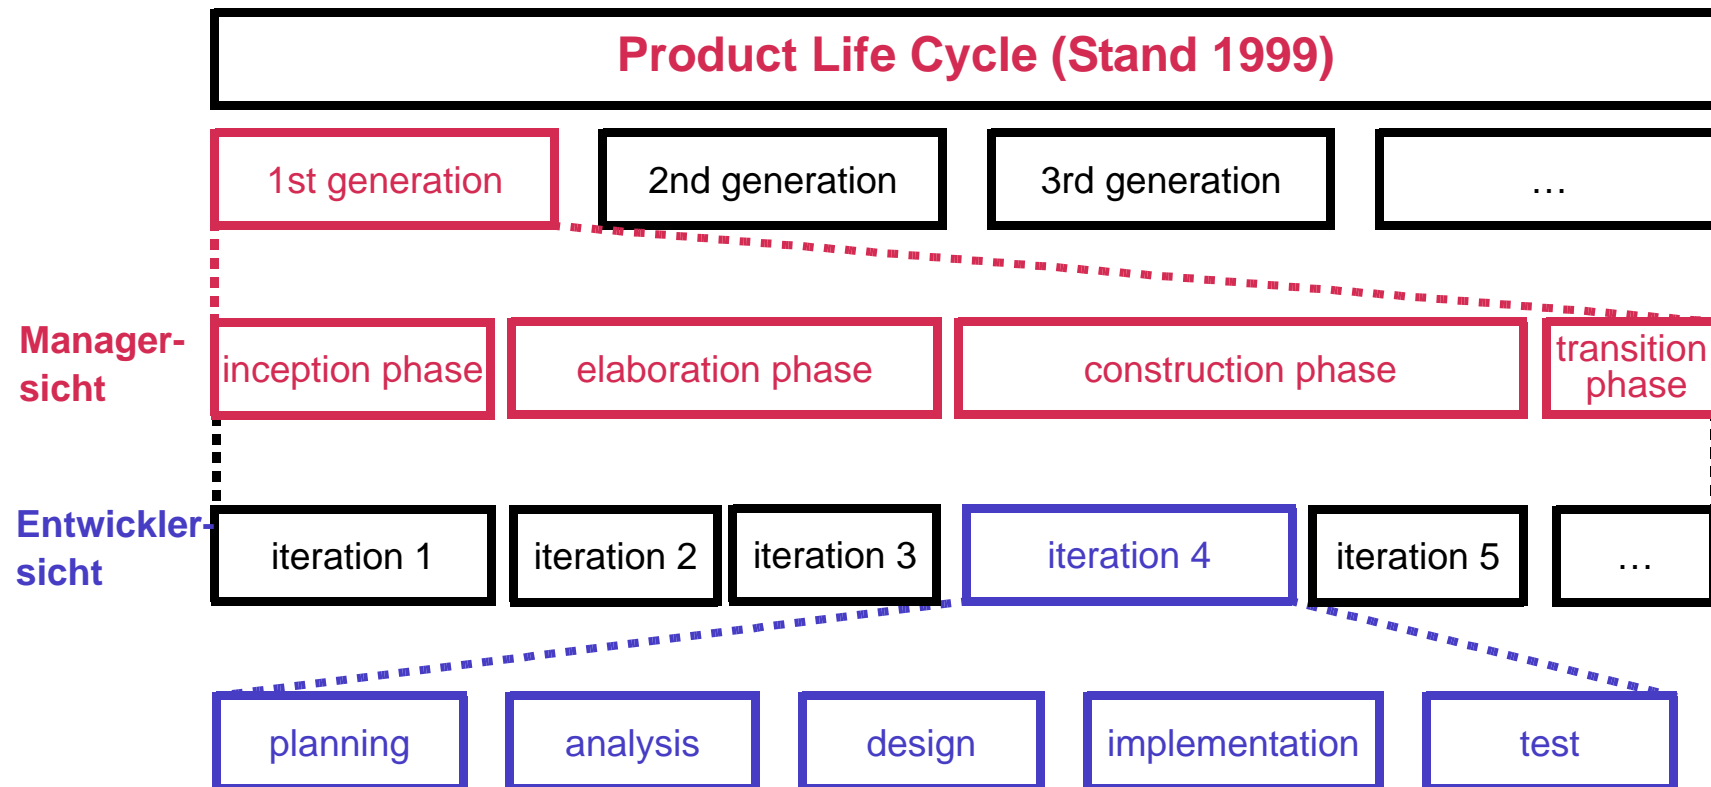 Product Life Cycle (Stand 1999)
1st generation
2nd generation
3rd generation
…
Manager-
sicht
inception phase
elaboration phase
construction phase
transition
phase
Entwickler-
sicht
iteration 1
iteration 2
iteration 3
iteration 4
iteration 5
…
planning
analysis
design
implementation
test